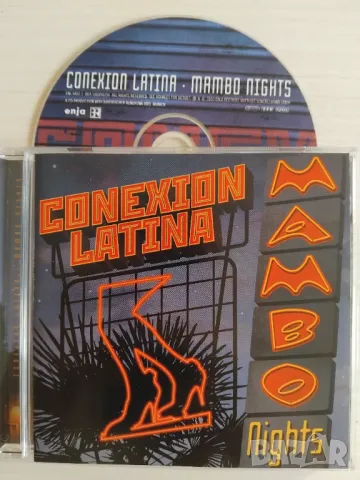 CONEXION LATINA · MAMBO NIGHTS
enja
CONEXION
LATINA
MAMBO
Nights